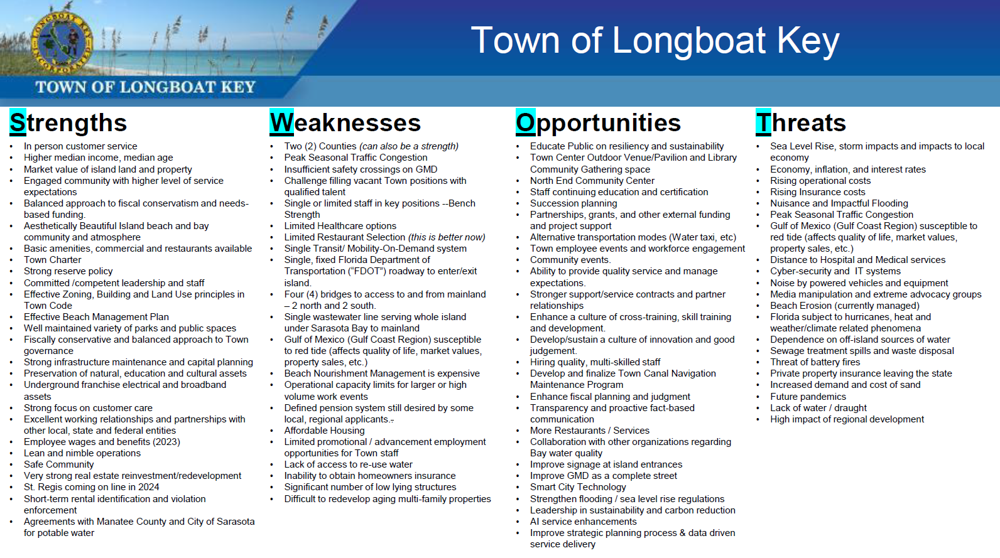 LONGBOAT KEY
INCORPORATED
TOWN OF LONGBOAT KEY
Town of Longboat Key
Strengths
• In person customer service
• Higher median income, median age
• Market value of island land and property
• Engaged community with higher level of service
expectations
• Balanced approach to fiscal conservatism and needs-
based funding.
• Aesthetically Beautiful Island beach and bay
community and atmosphere
• Basic amenities, commercial and restaurants available
• Town Charter
• Strong reserve policy
• Committed /competent leadership and staff
• Effective Zoning, Building and Land Use principles in
Town Code
• Effective Beach Management Plan
• Well maintained variety of parks and public spaces
• Fiscally conservative and balanced approach to Town
governance
• Strong infrastructure maintenance and capital planning
• Preservation of natural, education and cultural assets
• Underground franchise electrical and broadband
assets
• Strong focus on customer care
• Excellent working relationships and partnerships with
other local, state and federal entities
• Employee wages and benefits (2023)
• Lean and nimble operations
• Safe Community
• Very strong real estate reinvestment/redevelopment
• St. Regis coming on line in 2024
• Short-term rental identification and violation
enforcement
• Agreements with Manatee County and City of Sarasota
for potable water
Weaknesses
• Two (2) Counties (can also be a strength)
• Peak Seasonal Traffic Congestion
• Insufficient safety crossings on GMD
• Challenge filling vacant Town positions with
qualified talent
• Single or limited staff in key positions --Bench
Strength
• Limited Healthcare options
• Limited Restaurant Selection (this is better now)
• Single Transit/ Mobility-On-Demand system
• Single, fixed Florida Department of
Transportation (“FDOT”) roadway to enter/exit
island.
• Four (4) bridges to access to and from mainland
– 2 north and 2 south.
• Single wastewater line serving whole island
under Sarasota Bay to mainland
• Gulf of Mexico (Gulf Coast Region) susceptible
to red tide (affects quality of life, market values,
property sales, etc.)
• Beach Nourishment Management is expensive
• Operational capacity limits for larger or high
volume work events
• Defined pension system still desired by some
local, regional applicants.-
• Affordable Housing
• Limited promotional / advancement employment
opportunities for Town staff
• Lack of access to re-use water
• Inability to obtain homeowners insurance
• Significant number of low lying structures
• Difficult to redevelop aging multi-family properties
Opportunities
• Educate Public on resiliency and sustainability
• Town Center Outdoor Venue/Pavilion and Library
Community Gathering space
• North End Community Center
• Staff continuing education and certification
• Succession planning
• Partnerships, grants, and other external funding
and project support
• Alternative transportation modes (Water taxi, etc)
• Town employee events and workforce engagement
• Community events.
• Ability to provide quality service and manage
expectations.
• Stronger support/service contracts and partner
relationships
• Enhance a culture of cross-training, skill training
and development.
• Develop/sustain a culture of innovation and good
judgement.
• Hiring quality, multi-skilled staff
• Develop and finalize Town Canal Navigation
Maintenance Program
• Enhance fiscal planning and judgment
• Transparency and proactive fact-based
communication
• More Restaurants / Services
• Collaboration with other organizations regarding
Bay water quality
• Improve signage at island entrances
• Improve GMD as a complete street
• Smart City Technology
• Strengthen flooding / sea level rise regulations
• Leadership in sustainability and carbon reduction
• AI service enhancements
• Improve strategic planning process & data driven
service delivery
Threats
• Sea Level Rise, storm impacts and impacts to local
economy
• Economy, inflation, and interest rates
• Rising operational costs
• Rising Insurance costs
• Nuisance and Impactful Flooding
• Peak Seasonal Traffic Congestion
• Gulf of Mexico (Gulf Coast Region) susceptible to
red tide (affects quality of life, market values,
property sales, etc.)
• Distance to Hospital and Medical services
• Cyber-security and IT systems
• Noise by powered vehicles and equipment
• Media manipulation and extreme advocacy groups
• Beach Erosion (currently managed)
• Florida subject to hurricanes, heat and
weather/climate related phenomena
• Dependence on off-island sources of water
• Sewage treatment spills and waste disposal
• Threat of battery fires
• Private property insurance leaving the state
• Increased demand and cost of sand
• Future pandemics
• Lack of water / draught
• High impact of regional development